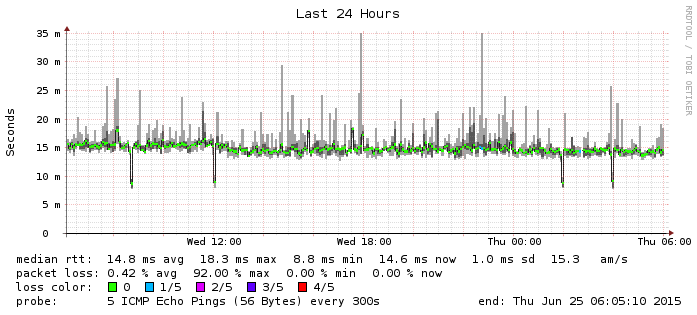 Last 24 Hours
RRDTOOL / TOBI OETIKER
Seconds
35 m
30 m
25 m
20 m
15 m
10 m
5 m
0
Wed 12:00 Wed 18:00 Thu 00:00 Thu 06:00
median rtt: 14.8 ms avg 18.3 ms max 8.8 ms min 14.6 ms now 1.0 ms sd 15.3 am/s
packet loss: 0.42 % avg 92.00 % max 0.00 % min 0.00 % now
loss color: 0 1/5 2/5 3/5 4/5
probe: 5 ICMP Echo Pings (56 Bytes) every 300s end: Thu Jun 25 06:05:10 2015